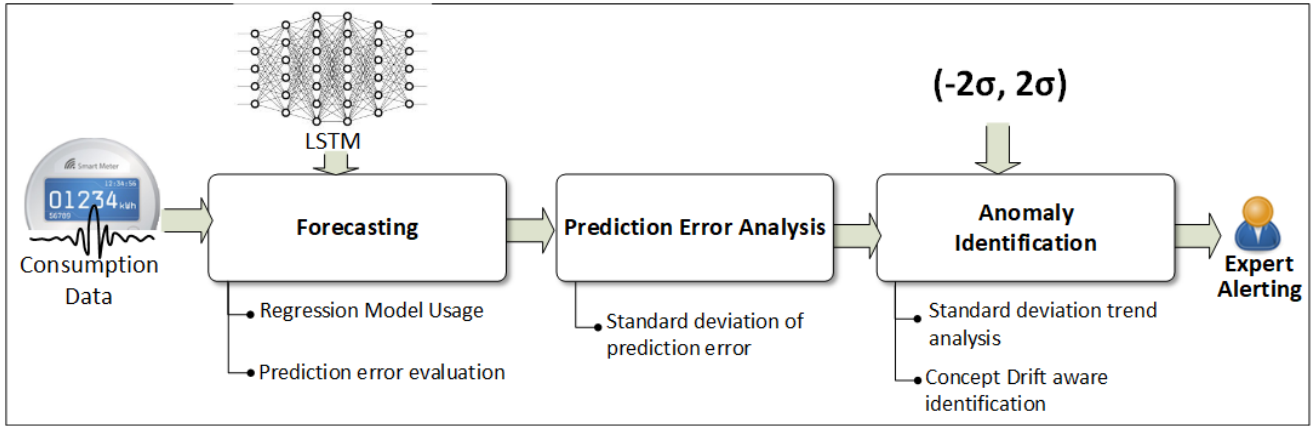 LSTM
(-2σ, 2σ)
Smart Meter
12:34:56
01234 kWh
56789
Consumption
Data
Forecasting
Regression Model Usage
Prediction error evaluation
Prediction Error Analysis
Standard deviation of
prediction error
Anomaly
Identification
Standard deviation trend
analysis
Concept Drift aware
identification
Expert
Alerting